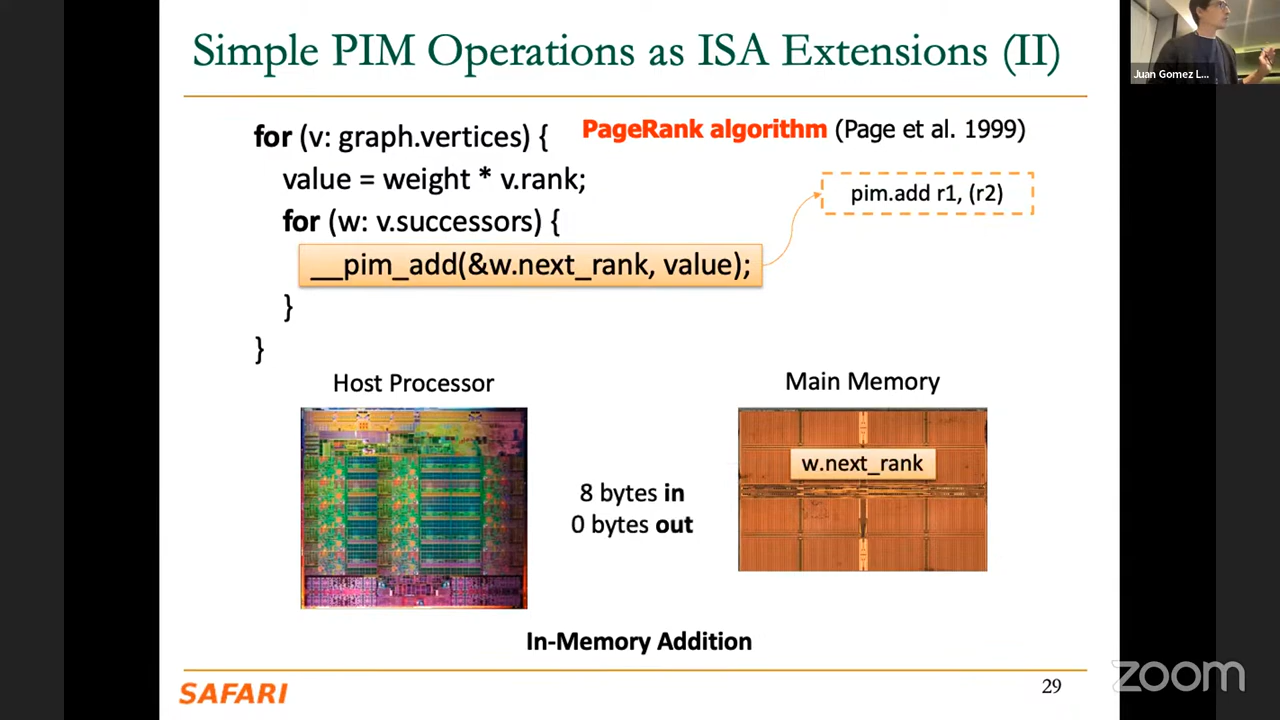 Simple PIM Operations as ISA Extensions (II)
Juan Gomez L...
for (v: graph.vertices) {
PageRank algorithm (Page et al. 1999)
value = weight * v.rank;
pim.add r1, (r2)
for (w: v.successors) {
__pim_add(&w.next_rank, value);
}
}
Host Processor
Main Memory
w.next_rank
8 bytes in
0 bytes out
In-Memory Addition
SAFARI
29
zoom